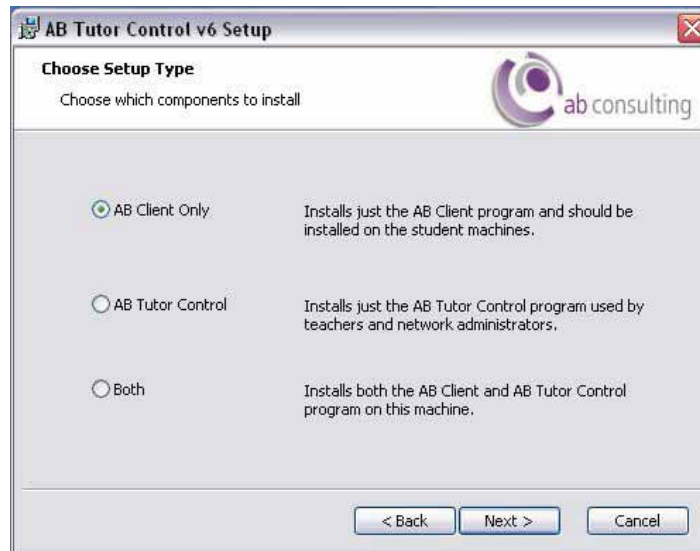 AB Tutor Control v6 Setup
Choose Setup Type
Choose which components to install
ab consulting
AB Client Only
Installs just the AB Client program and should be
installed on the student machines.
AB Tutor Control
Installs just the AB Tutor Control program used by
teachers and network administrators.
Both
Installs both the AB Client and AB Tutor Control
program on this machine.
< Back
Next >
Cancel